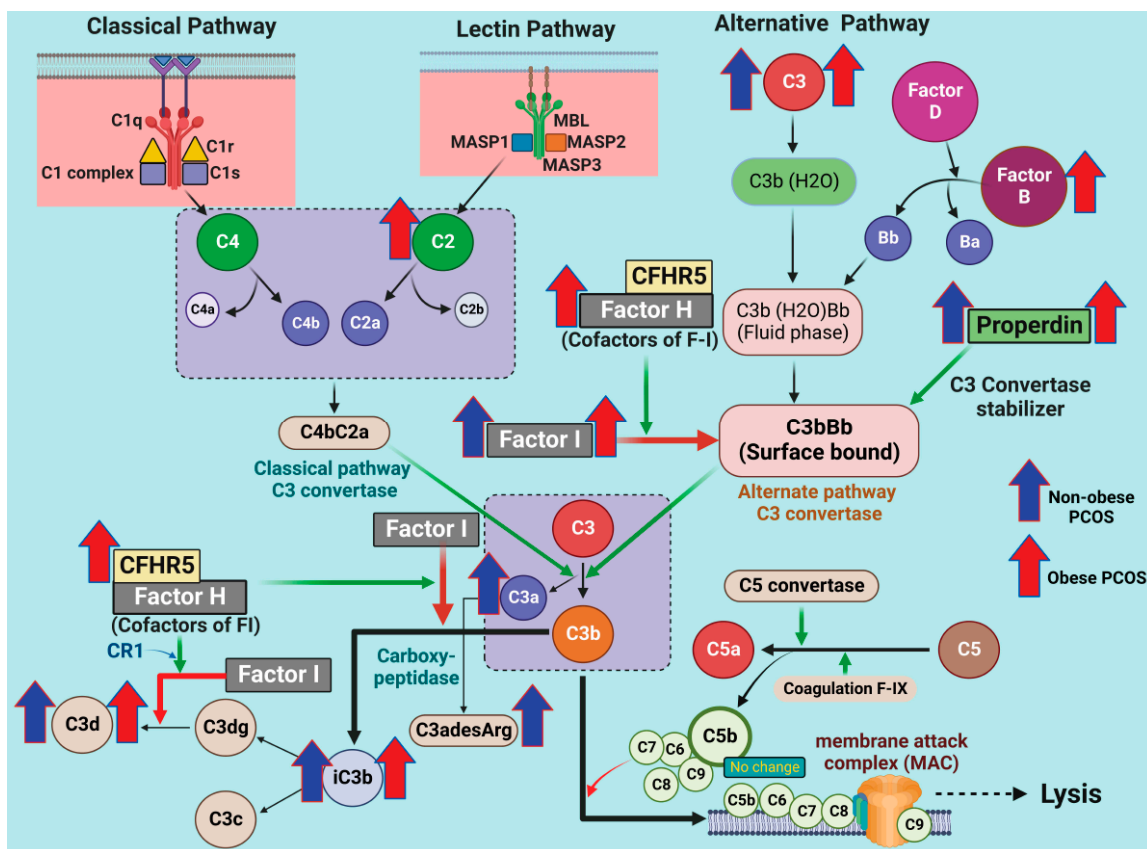 Classical Pathway
Lectin Pathway
Alternative Pathway
C1q
C1r
C1 complex
C1s
MBL
MASP1
MASP2
MASP3
C3
Factor
D
C3b (H2O)
Factor
B
Bb
Ba
C4
C2
C4a
C4b
C2a
C2b
CFHR5
Factor H
(Cofactors of F-I)
C3b (H2O)Bb
(Fluid phase)
Properdin
C3 Convertase
stabilizer
C4bC2a
Classical pathway
C3 convertase
Factor I
C3bBb
(Surface bound)
Alternate pathway
C3 convertase
Non-obese
PCOS
Obese PCOS
Factor I
C3
C3a
C3b
CFHR5
Factor H
(Cofactors of FI)
CR1
Factor I
Carboxy-
peptidase
C3d
C3dg
C3adesArg
iC3b
C3c
C5 convertase
C5a
C5
Coagulation F-IX
C5b
C7
C6
C8
C9
No change
membrane attack
complex (MAC)
C5b
C6
C7
C8
C9
Lysis